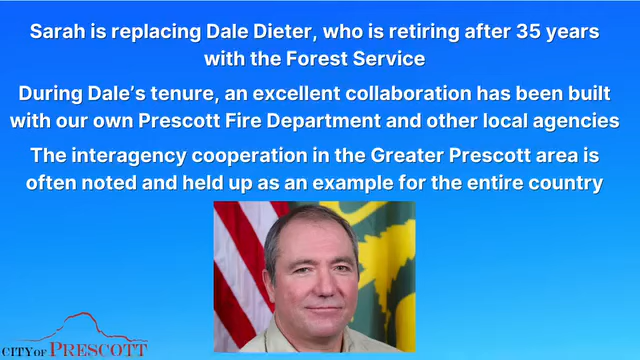 Sarah is replacing Dale Dieter, who is retiring after 35 years
with the Forest Service
During Dale's tenure, an excellent collaboration has been built
with our own Prescott Fire Department and other local agencies
The interagency cooperation in the Greater Prescott area is
often noted and held up as an example for the entire country
CITY OF PRESCOTT